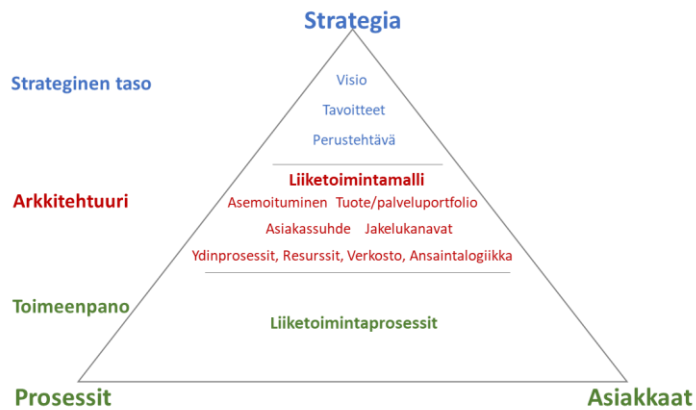 Strategia
Strateginen taso
Visio
Tavoitteet
Perustehtävä
Liiketoimintamalli
Arkkitehtuuri
Asemoituminen Tuote/palveluportfolio
Asiakassuhde Jakelukanavat
Ydinprosessit, Resurssit, Verkosto, Ansaintalogiikka
Toimeenpano
Liiketoimintaprosessit
Prosessit
Asiakkaat